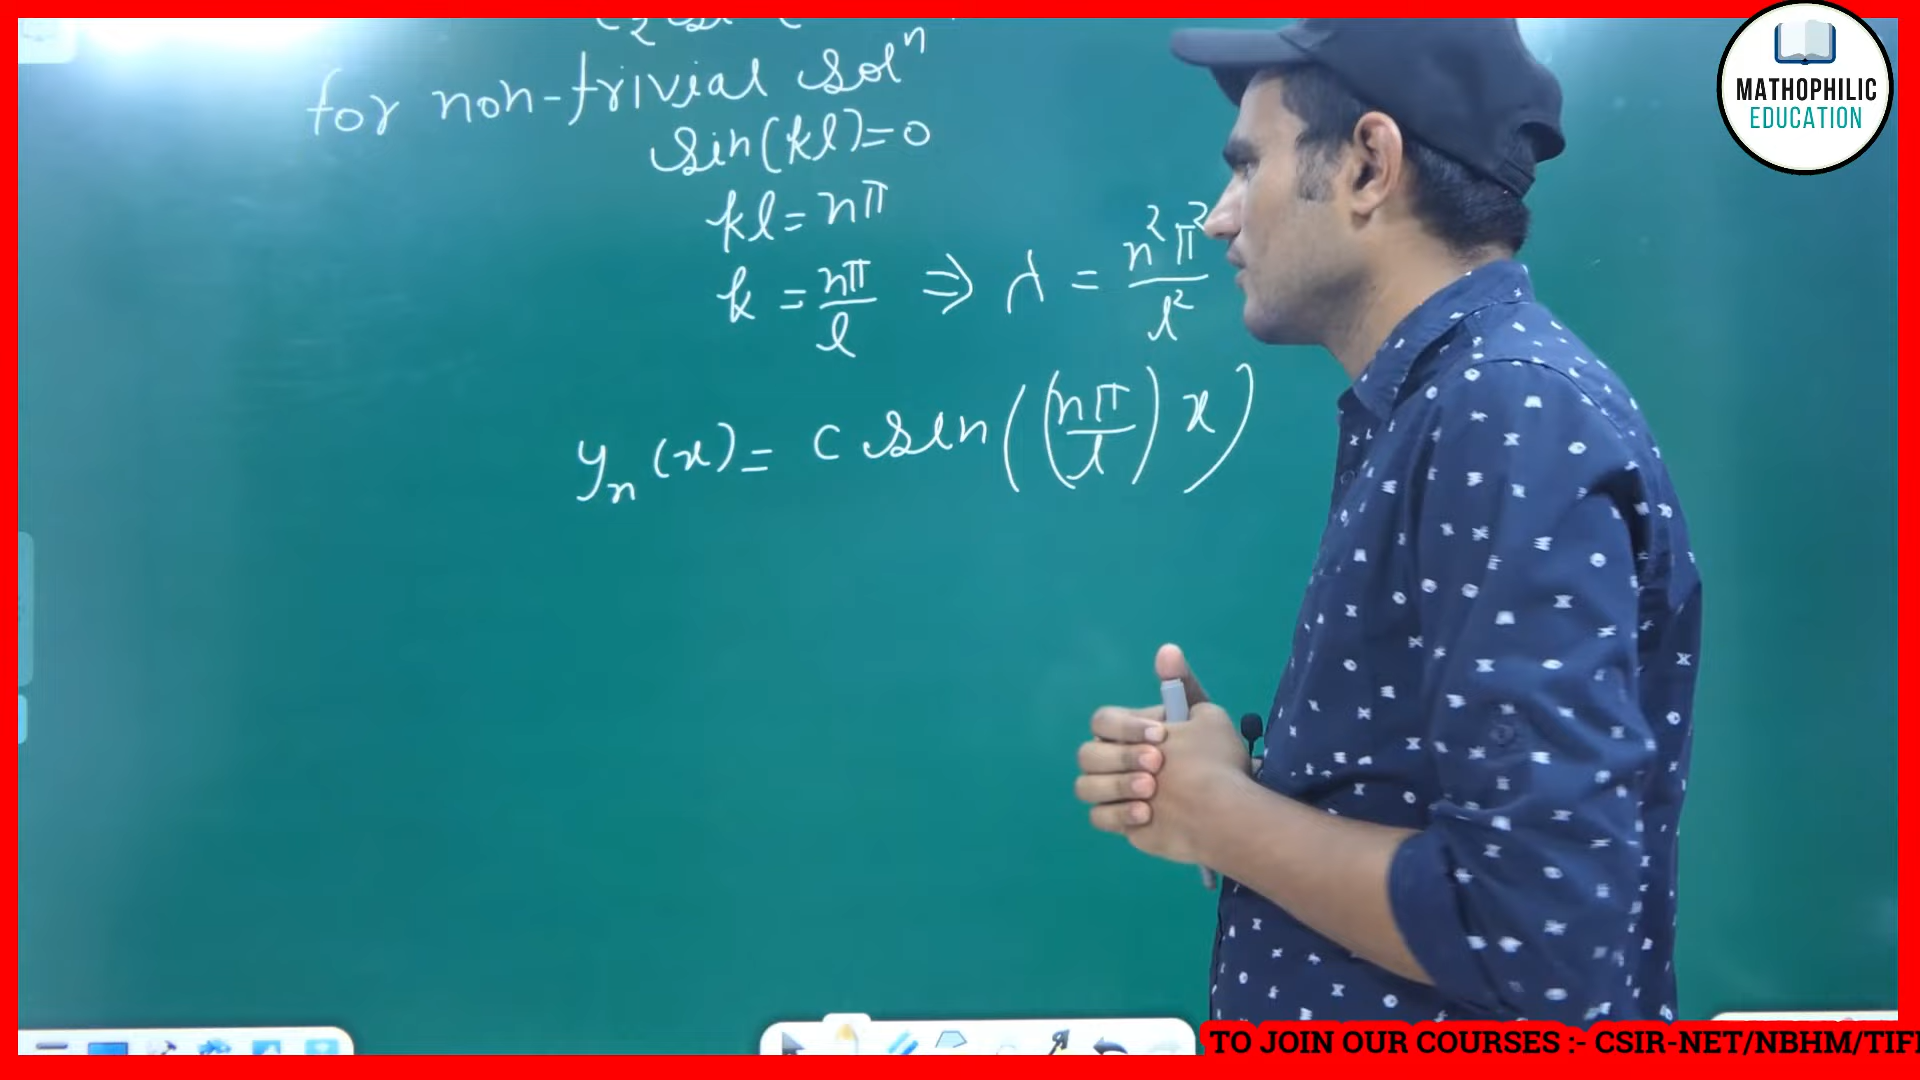 for non-trivial solⁿ
sin(kl)=0
kl=nπ
k = nπ/l ⇒ λ = n²π²/l²
yₙ(x)= c sin((nπ/l)x)
MATHOPHILIC
EDUCATION
TO JOIN OUR COURSES :- CSIR-NET/NBHM/TIF